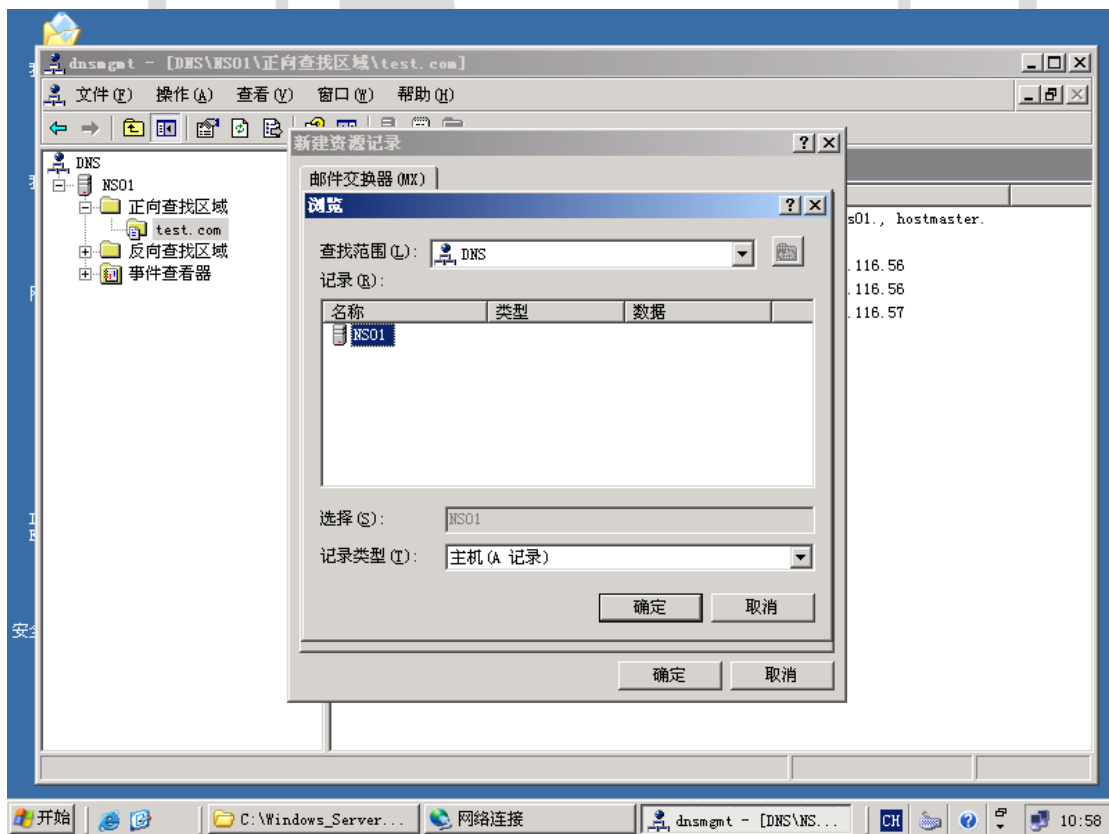 dnsmgmt - [DNS\NS01\正向查找区域\test.com]
文件(F) 操作(A) 查看(V) 窗口(W) 帮助(H)
新建资源记录
邮件交换器(MX)
浏览
DNS
NS01
正向查找区域
test.com
反向查找区域
事件查看器
查找范围(L): DNS
记录(R):
名称 类型 数据
NS01
选择(S): NS01
记录类型(T): 主机(A 记录)
确定 取消
确定 取消
s01., hostmaster.
.116.56
.116.56
.116.57
安全
开始 C:\Windows_Server... 网络连接 dnsmgmt - [DNS\NS... CH 10:58